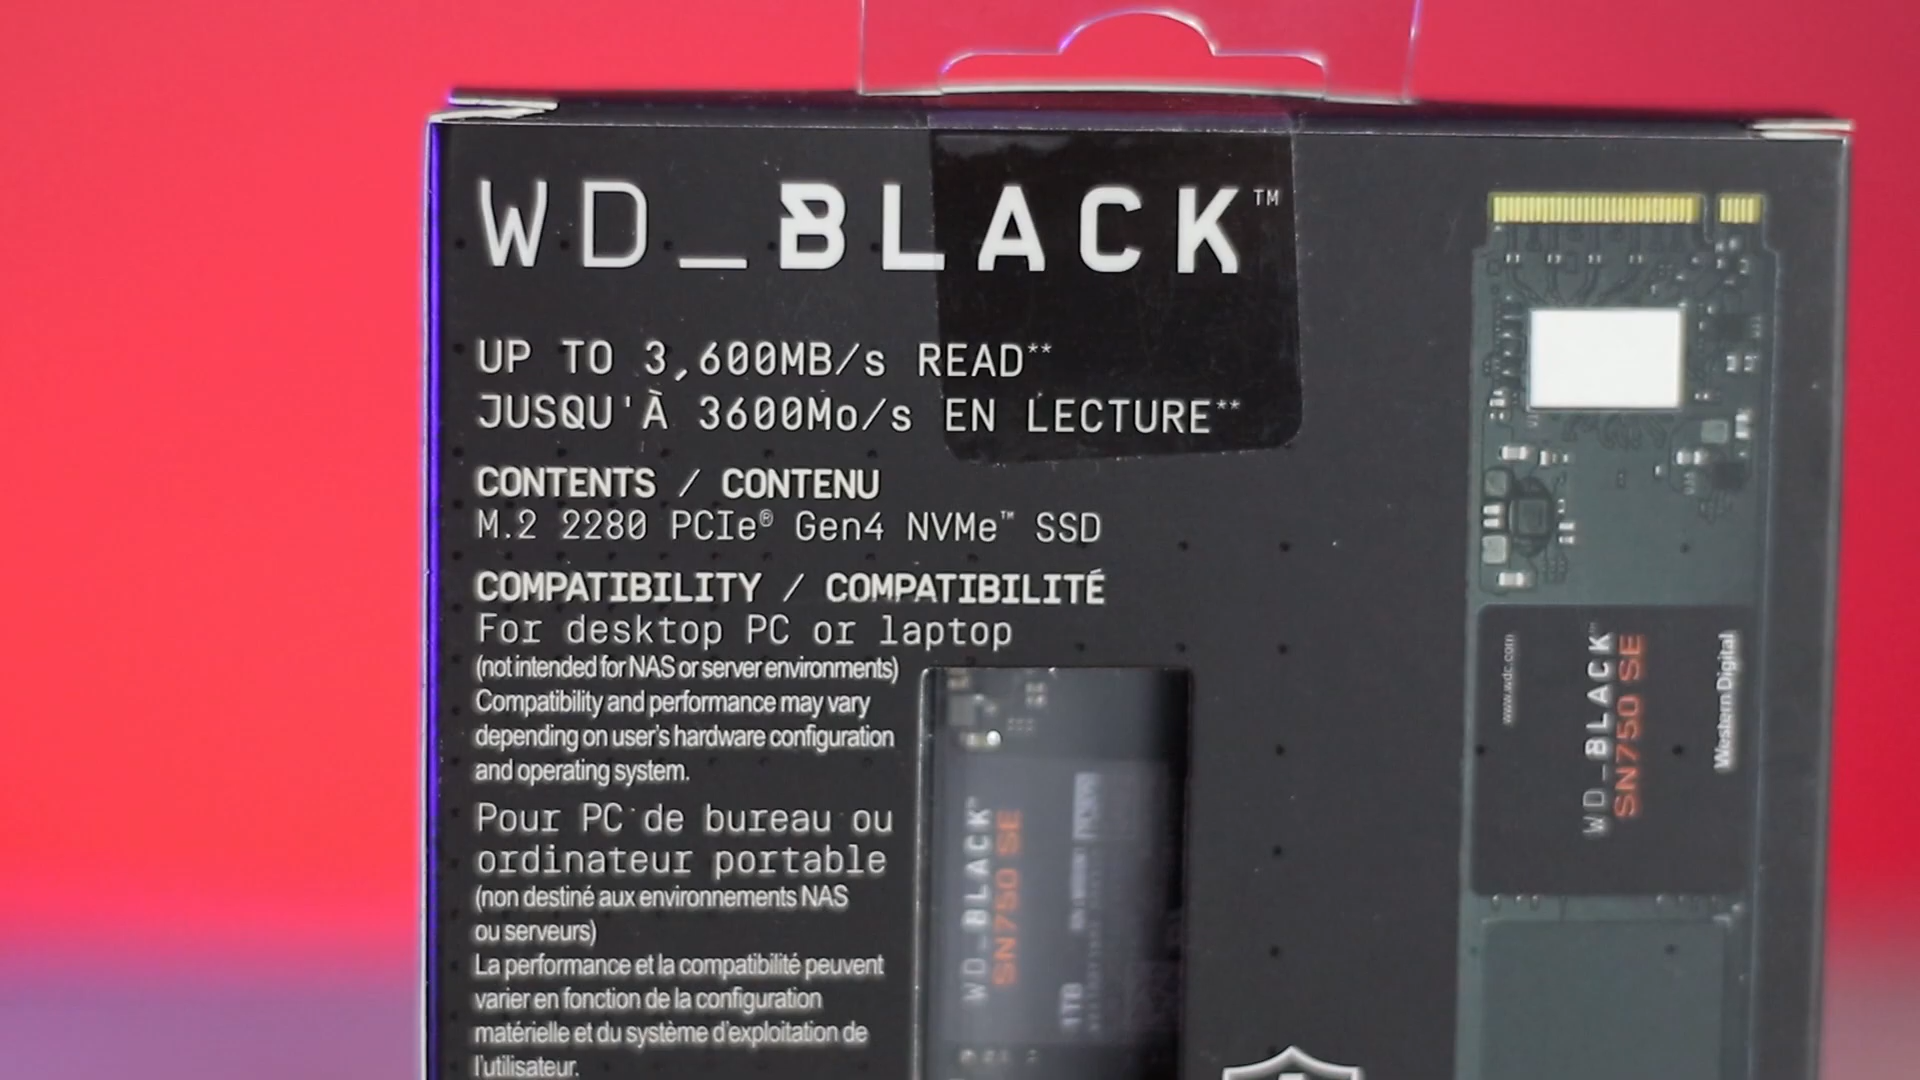 WD_BLACK™
UP TO 3,600MB/s READ**
JUSQU'À 3600Mo/s EN LECTURE**
CONTENTS / CONTENU
M.2 2280 PCIe® Gen4 NVMe™ SSD
COMPATIBILITY / COMPATIBILITÉ
For desktop PC or laptop
(not intended for NAS or server environments)
Compatibility and performance may vary
depending on user's hardware configuration
and operating system.
Pour PC de bureau ou
ordinateur portable
(non destiné aux environnements NAS
ou serveurs)
La performance et la compatibilité peuvent
varier en fonction de la configuration
matérielle et du système d'exploitation de
l'utilisateur.
WD_BLACK™
SN750 SE
1TB
www.wdc.com
WD_BLACK™
SN750 SE
Western Digital